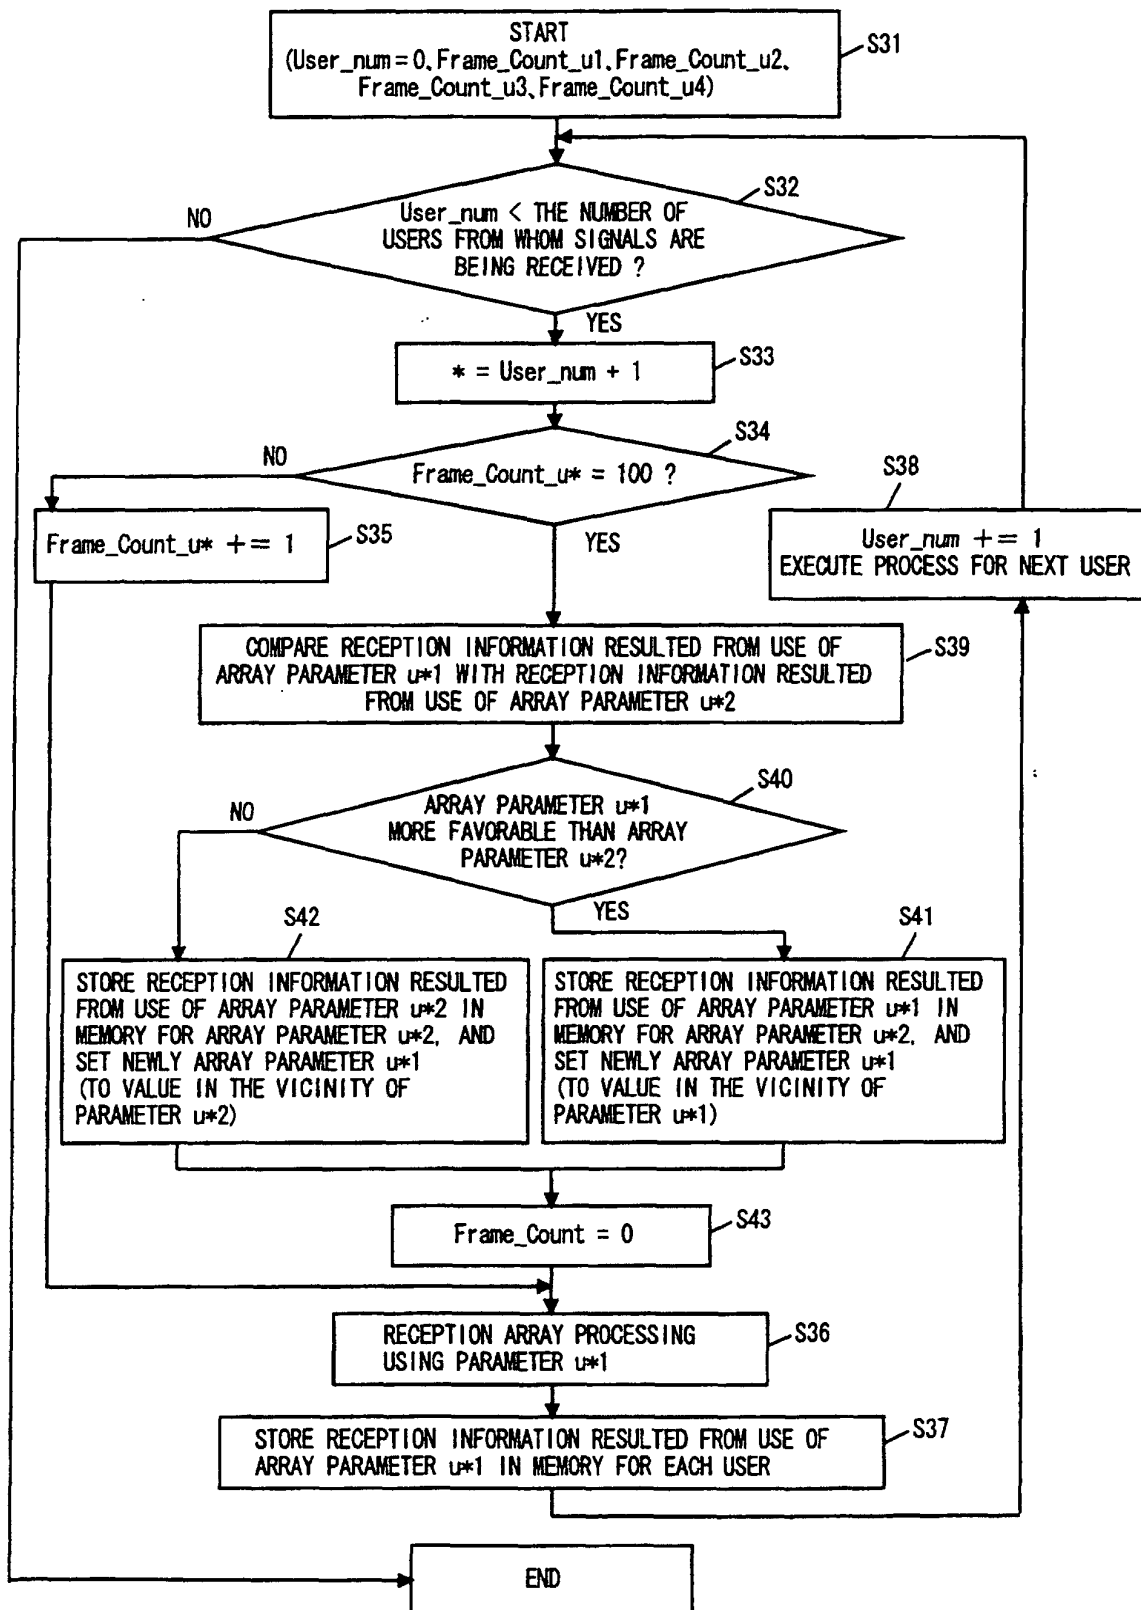 START
(User_num=0、Frame_Count_u1、Frame_Count_u2、
Frame_Count_u3、Frame_Count_u4)
S31
S32
NO
User_num < THE NUMBER OF
USERS FROM WHOM SIGNALS ARE
BEING RECEIVED ?
YES
* = User_num + 1
S33
S34
NO
Frame_Count_u* = 100 ?
YES
S38
Frame_Count_u* += 1
S35
User_num += 1
EXECUTE PROCESS FOR NEXT USER
COMPARE RECEPTION INFORMATION RESULTED FROM USE OF
ARRAY PARAMETER u*1 WITH RECEPTION INFORMATION RESULTED
FROM USE OF ARRAY PARAMETER u*2
S39
S40
NO
ARRAY PARAMETER u*1
MORE FAVORABLE THAN ARRAY
PARAMETER u*2?
YES
S42
S41
STORE RECEPTION INFORMATION RESULTED
FROM USE OF ARRAY PARAMETER u*2 IN
MEMORY FOR ARRAY PARAMETER u*2, AND
SET NEWLY ARRAY PARAMETER u*1
(TO VALUE IN THE VICINITY OF
PARAMETER u*2)
STORE RECEPTION INFORMATION RESULTED
FROM USE OF ARRAY PARAMETER u*1 IN
MEMORY FOR ARRAY PARAMETER u*2, AND
SET NEWLY ARRAY PARAMETER u*1
(TO VALUE IN THE VICINITY OF
PARAMETER u*1)
Frame_Count = 0
S43
RECEPTION ARRAY PROCESSING
USING PARAMETER u*1
S36
STORE RECEPTION INFORMATION RESULTED FROM USE OF
ARRAY PARAMETER u*1 IN MEMORY FOR EACH USER
S37
END